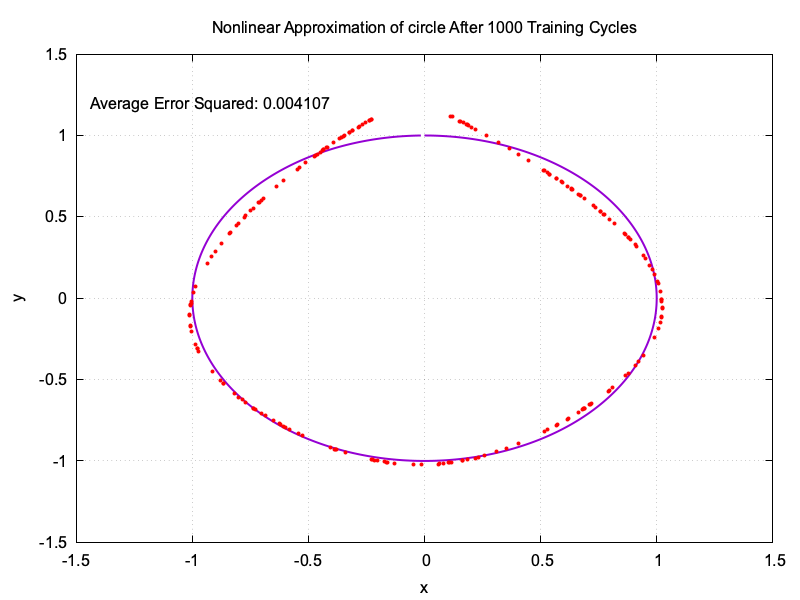 Nonlinear Approximation of circle After 1000 Training Cycles
1.5
Average Error Squared: 0.004107
1
0.5
y
0
-0.5
-1
-1.5
-1.5 -1 -0.5 0 0.5 1 1.5
x